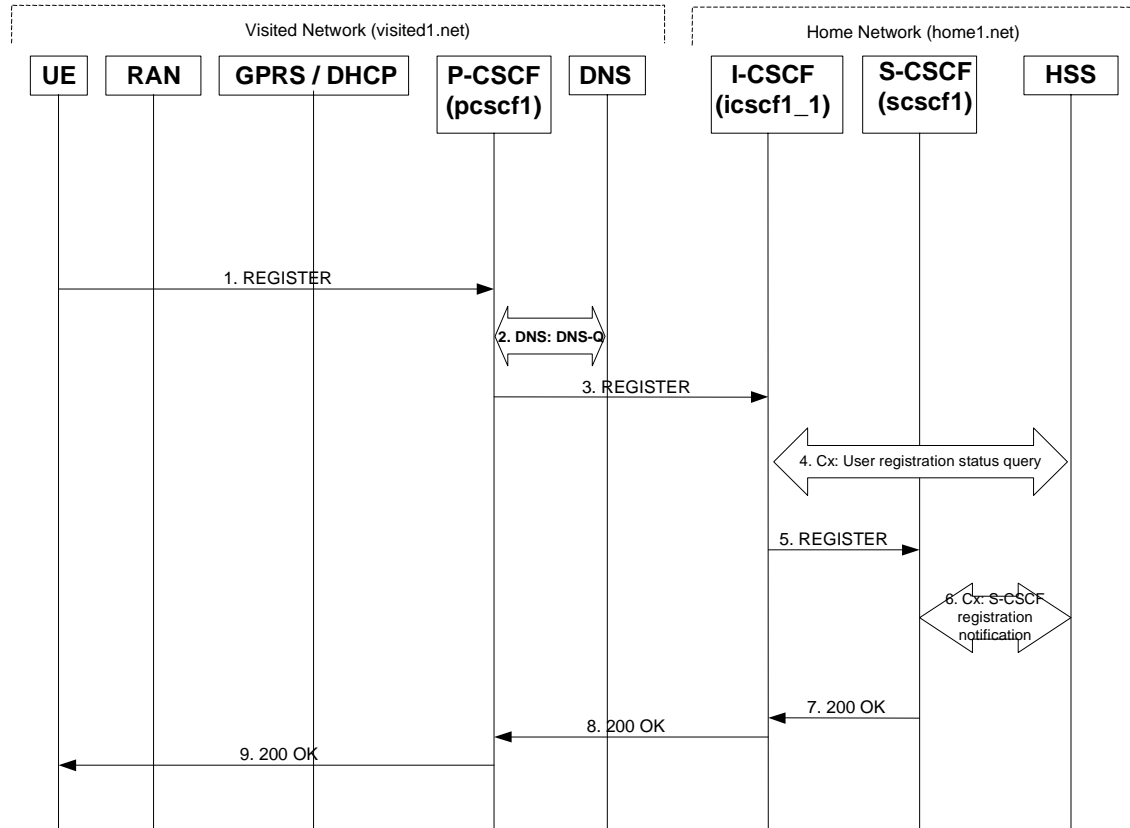 Visited Network (visited1.net)
Home Network (home1.net)
UE
RAN
GPRS / DHCP
P-CSCF
(pcscf1)
DNS
I-CSCF
(icscf1_1)
S-CSCF
(scscf1)
HSS
1. REGISTER
2. DNS: DNS-Q
3. REGISTER
4. Cx: User registration status query
5. REGISTER
6. Cx: S-CSCF
registration
notification
7. 200 OK
8. 200 OK
9. 200 OK